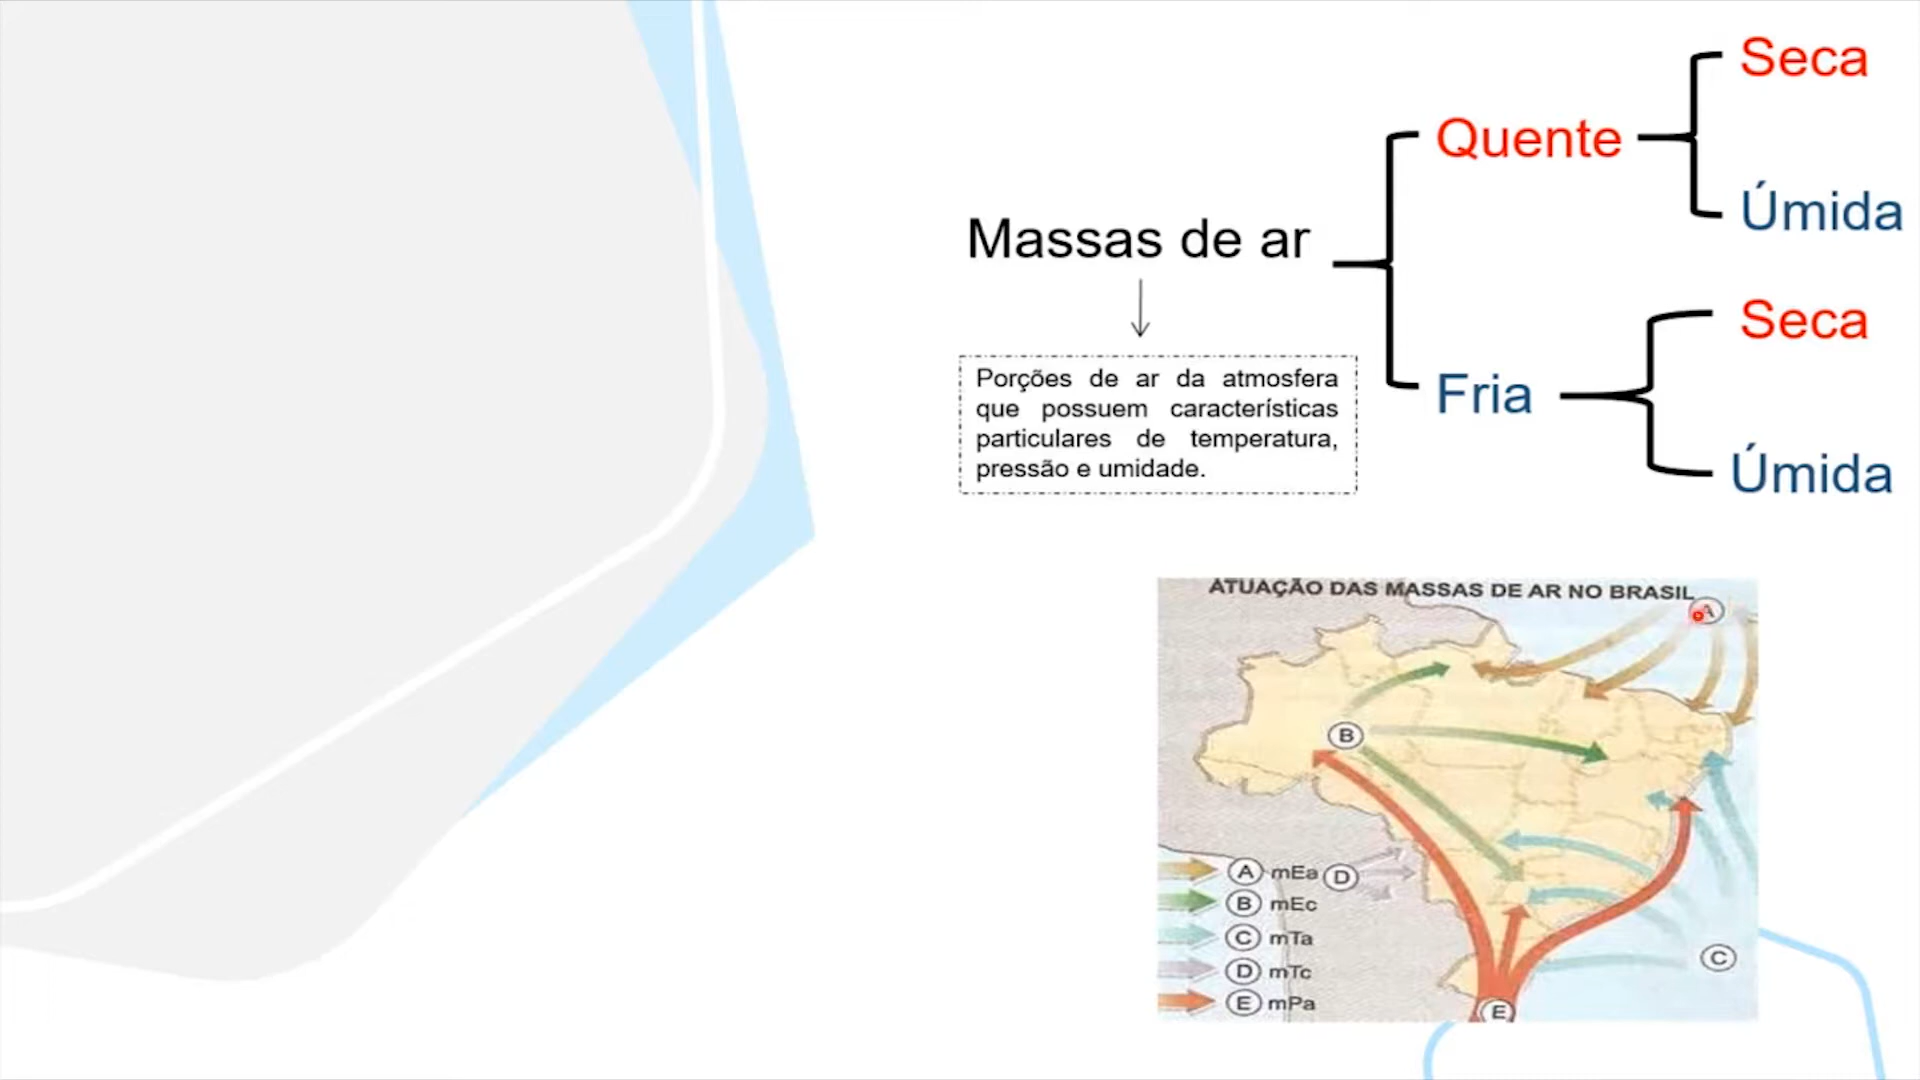 Massas de ar
Porções de ar da atmosfera
que possuem características
particulares de temperatura,
pressão e umidade.
Quente
Seca
Úmida
Fria
Seca
Úmida
ATUAÇÃO DAS MASSAS DE AR NO BRASIL
A
B
D
C
E
A mEa
B mEc
C mTa
D mTc
E mPa